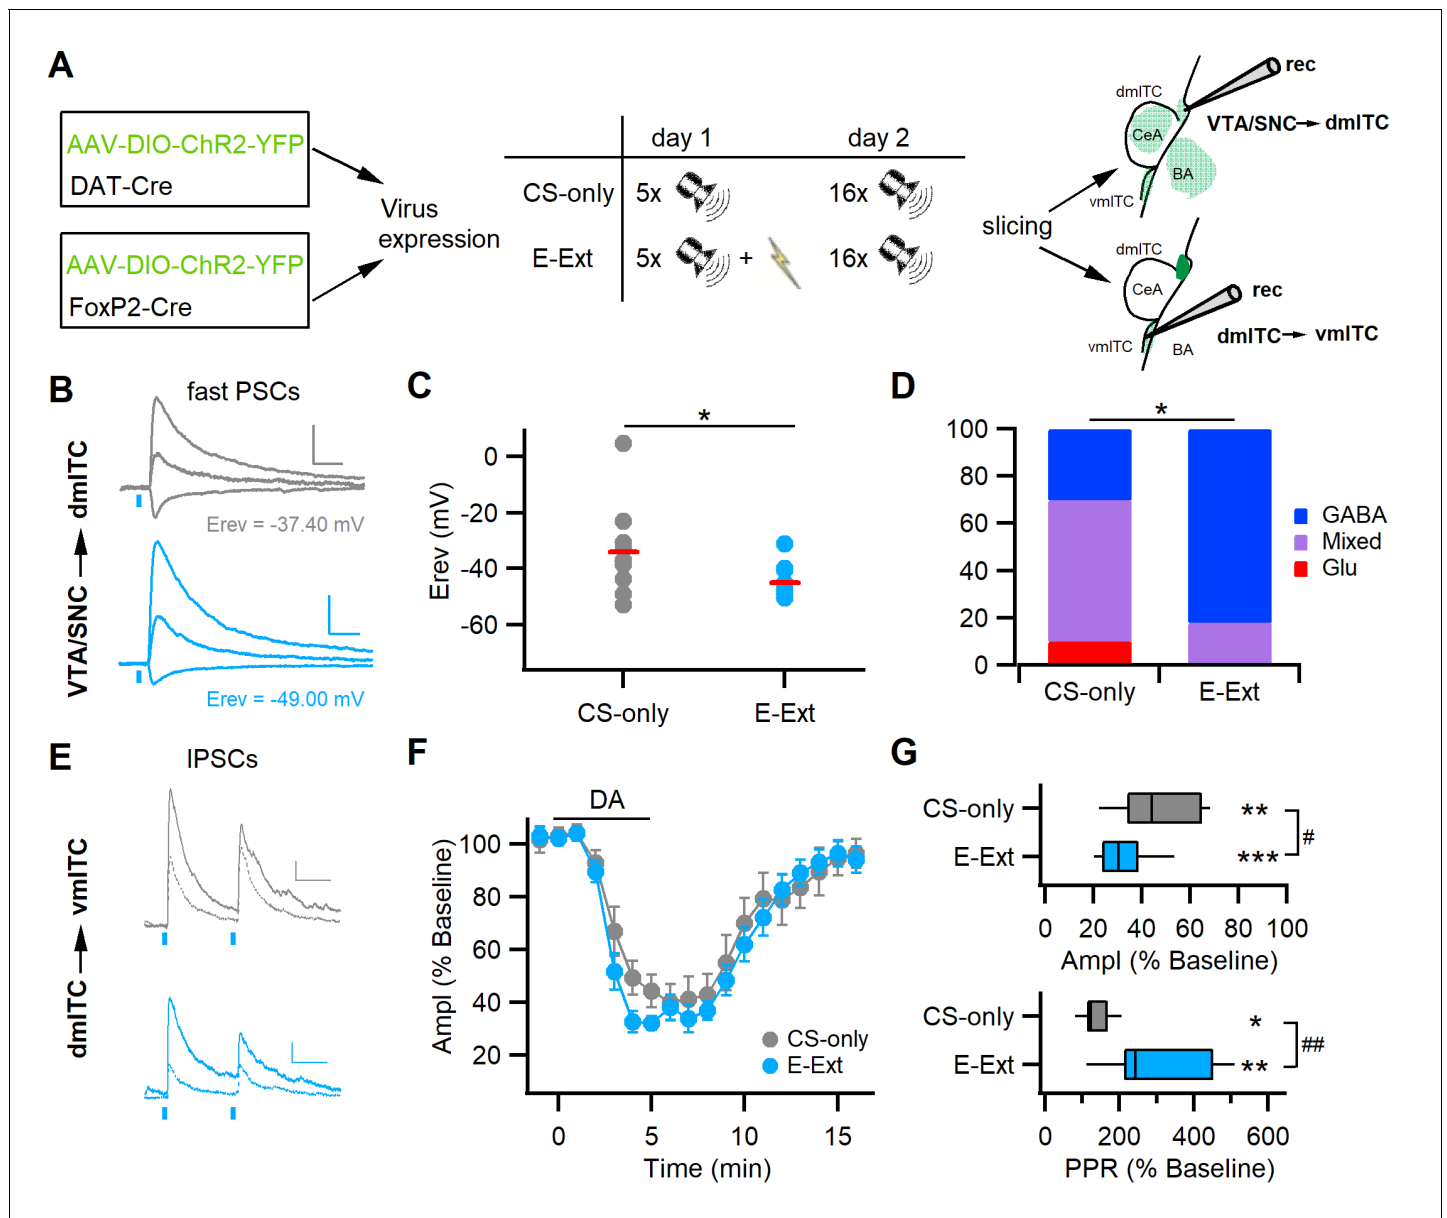 A
AAV-DIO-ChR2-YFP
DAT-Cre
AAV-DIO-ChR2-YFP
FoxP2-Cre
Virus
expression
day 1
day 2
CS-only
5x
16x
E-Ext
5x
+
16x
slicing
dmITC
rec
VTA/SNC
dmITC
CeA
BA
vmITC
dmITC
CeA
rec
dmITC
vmITC
vmITC
BA
B
fast PSCs
VTA/SNC
dmITC
Erev = -37.40 mV
Erev = -49.00 mV
C
*
Erev (mV)
0
-20
-40
-60
CS-only
E-Ext
D
*
100
80
60
40
20
0
CS-only
E-Ext
GABA
Mixed
Glu
E
IPSCs
dmITC
vmITC
F
DA
Ampl (% Baseline)
100
80
60
40
20
CS-only
E-Ext
0
5
10
15
Time (min)
G
CS-only
**
E-Ext
***
#
0
20
40
60
80
100
Ampl (% Baseline)
CS-only
*
E-Ext
**
##
0
200
400
600
PPR (% Baseline)